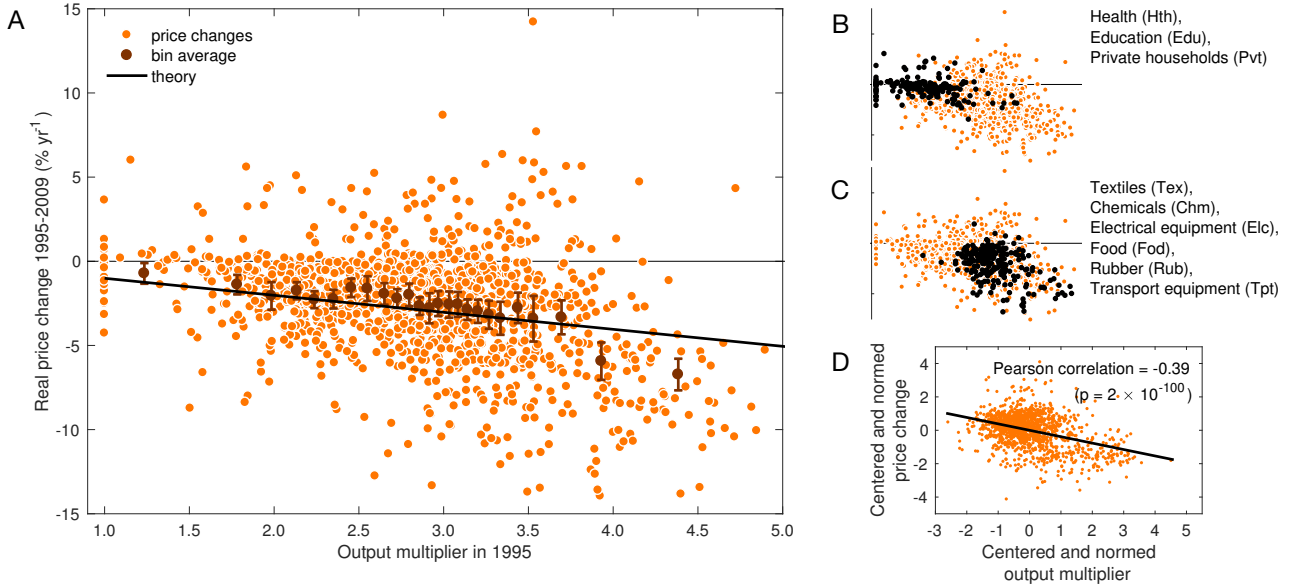 A
15
10
5
0
-5
-10
-15
Real price change 1995-2009 (% yr-1)
price changes
bin average
theory
1.0 1.5 2.0 2.5 3.0 3.5 4.0 4.5 5.0
Output multiplier in 1995
B
Health (Hth),
Education (Edu),
Private households (Pvt)
C
Textiles (Tex),
Chemicals (Chm),
Electrical equipment (Elc),
Food (Fod),
Rubber (Rub),
Transport equipment (Tpt)
D
Pearson correlation = -0.39
(p = 2 × 10-100)
4
2
0
-2
-4
Centered and normed
price change
-3 -2 -1 0 1 2 3 4 5
Centered and normed
output multiplier